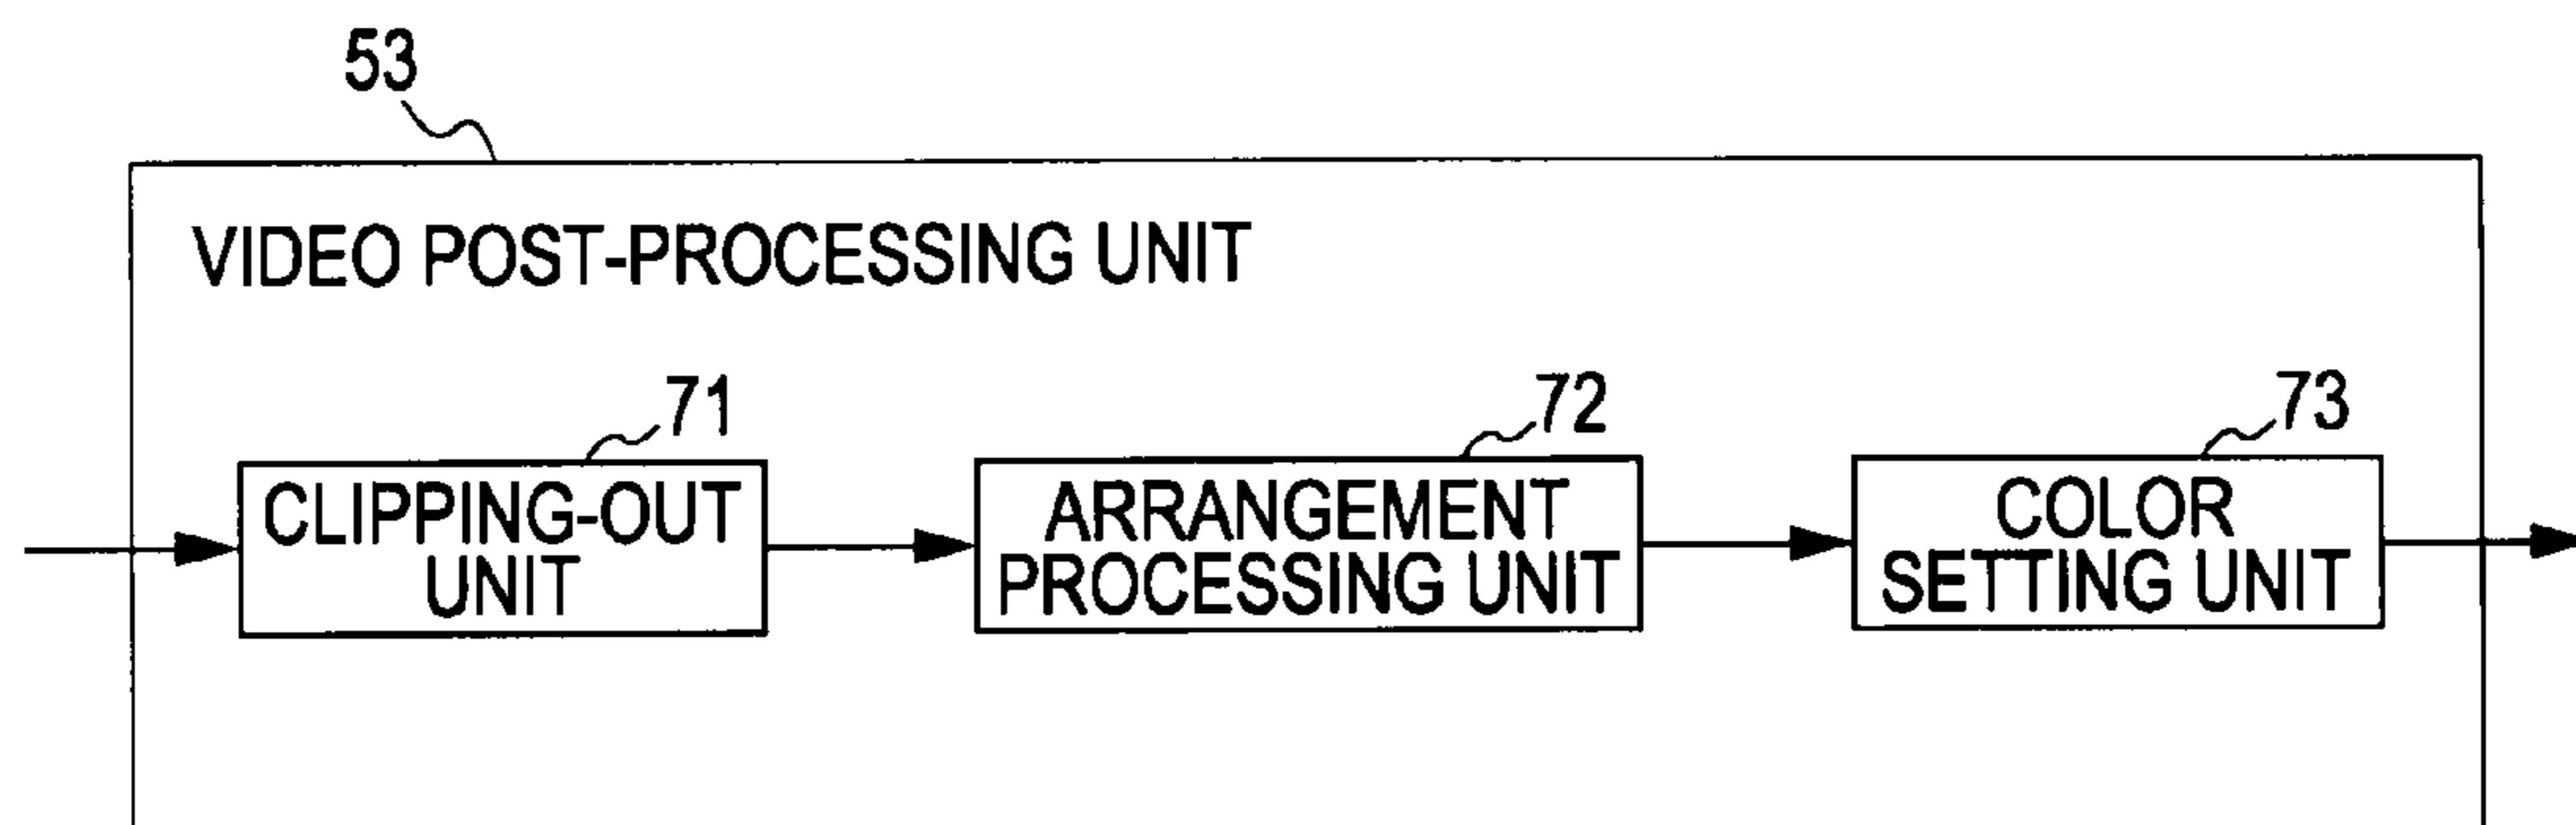 53
VIDEO POST-PROCESSING UNIT
71
72
73
CLIPPING-OUT
UNIT
ARRANGEMENT
PROCESSING UNIT
COLOR
SETTING UNIT